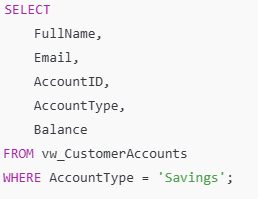 SELECT
    FullName,
    Email,
    AccountID,
    AccountType,
    Balance
FROM vw_CustomerAccounts
WHERE AccountType = 'Savings';